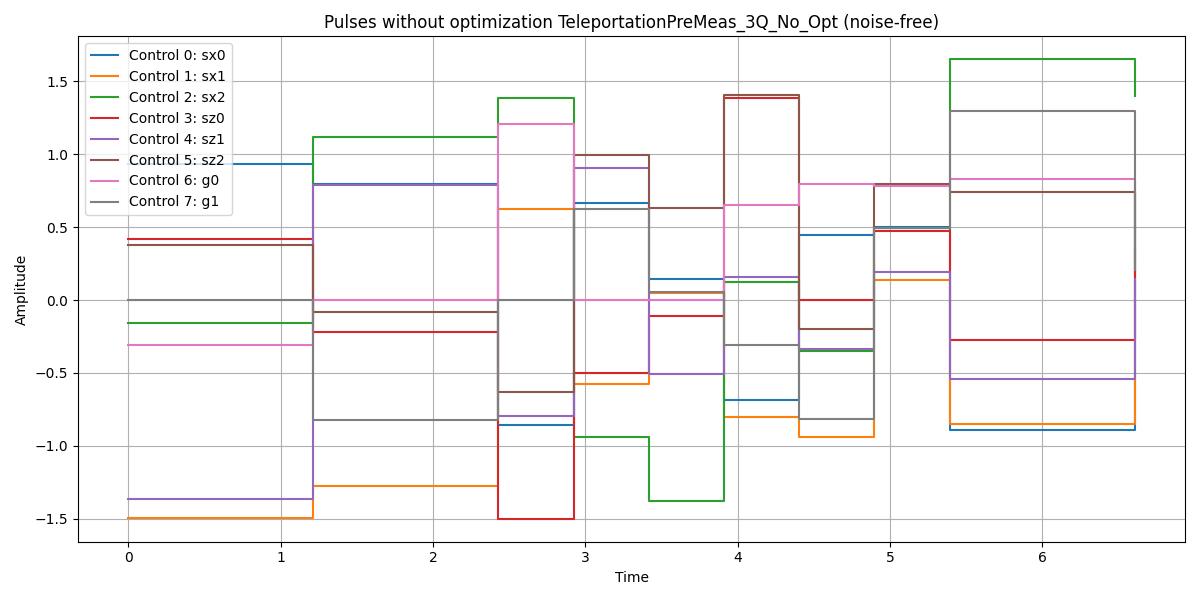 Pulses without optimization TeleportationPreMeas_3Q_No_Opt (noise-free)
Control 0: sx0
Control 1: sx1
Control 2: sx2
Control 3: sz0
Control 4: sz1
Control 5: sz2
Control 6: g0
Control 7: g1
Amplitude
1.5
1.0
0.5
0.0
−0.5
−1.0
−1.5
0 1 2 3 4 5 6
Time